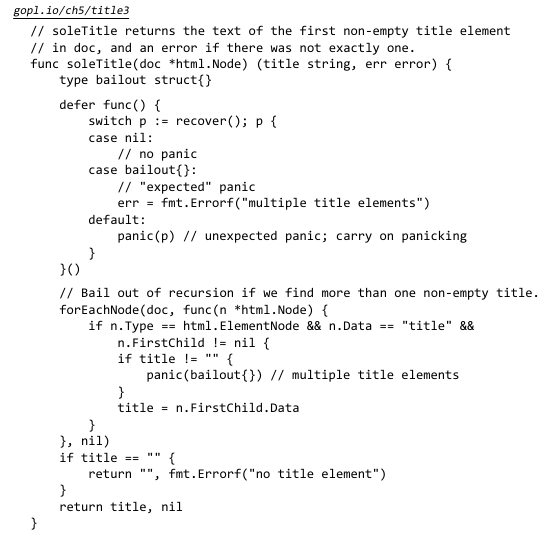 gopl.io/ch5/title3
// soleTitle returns the text of the first non-empty title element
// in doc, and an error if there was not exactly one.
func soleTitle(doc *html.Node) (title string, err error) {
    type bailout struct{}
    defer func() {
        switch p := recover(); p {
        case nil:
            // no panic
        case bailout{}:
            // "expected" panic
            err = fmt.Errorf("multiple title elements")
        default:
            panic(p) // unexpected panic; carry on panicking
        }
    }()
    // Bail out of recursion if we find more than one non-empty title.
    forEachNode(doc, func(n *html.Node) {
        if n.Type == html.ElementNode && n.Data == "title" &&
            n.FirstChild != nil {
            if title != "" {
                panic(bailout{}) // multiple title elements
            }
            title = n.FirstChild.Data
        }
    }, nil)
    if title == "" {
        return "", fmt.Errorf("no title element")
    }
    return title, nil
}